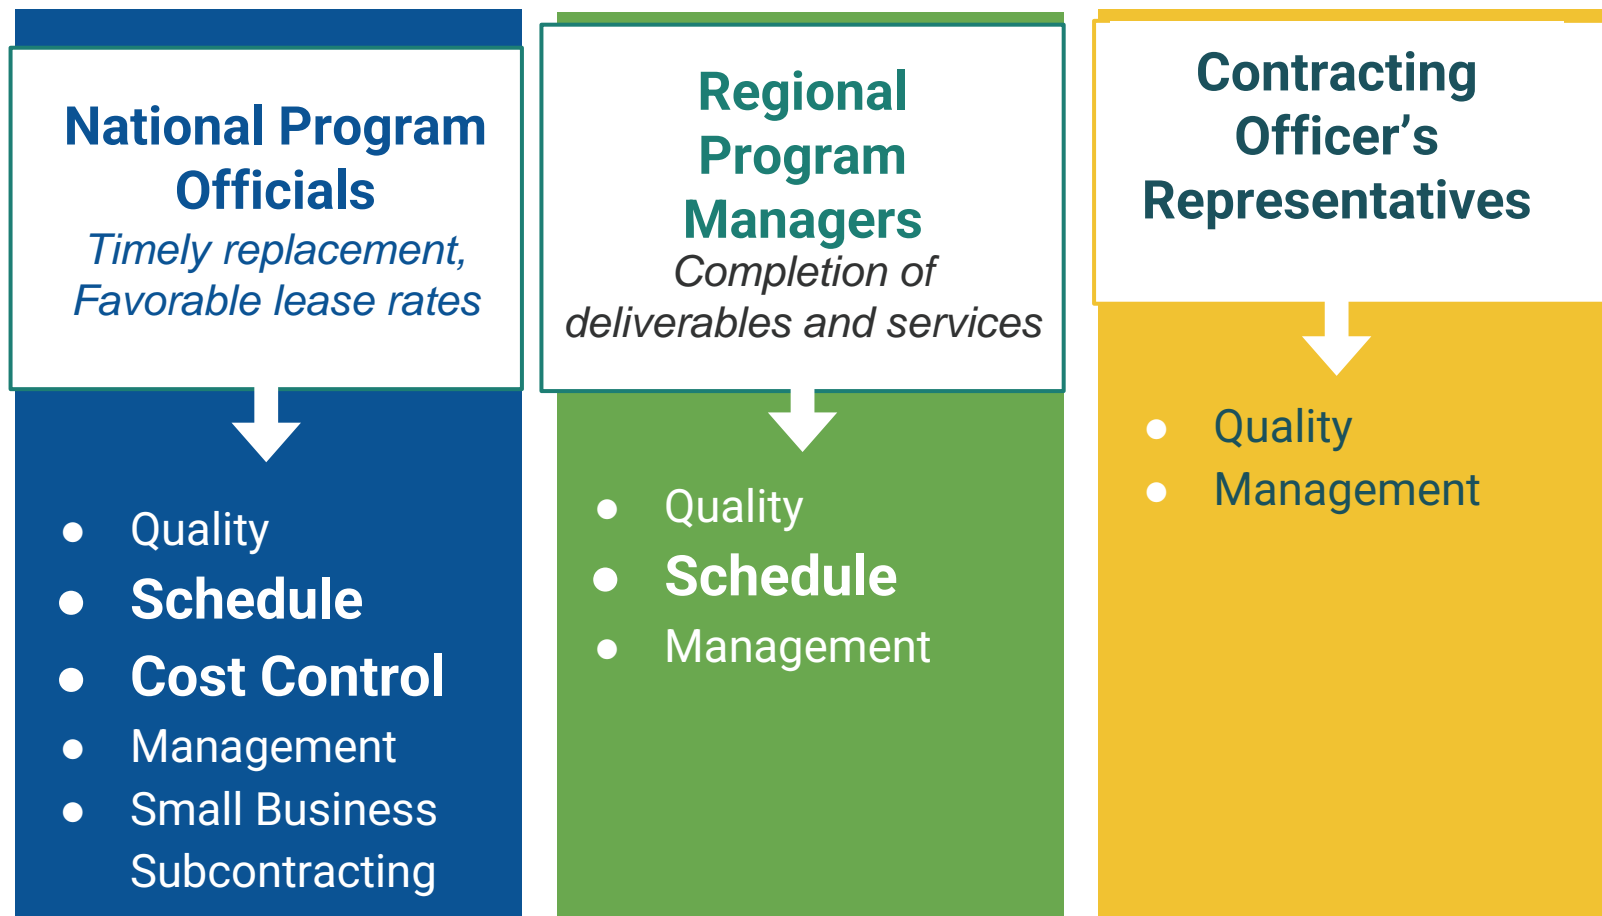 National Program
Officials
Timely replacement,
Favorable lease rates
● Quality
● Schedule
● Cost Control
● Management
● Small Business
Subcontracting
Regional
Program
Managers
Completion of
deliverables and services
● Quality
● Schedule
● Management
Contracting
Officer’s
Representatives
● Quality
● Management